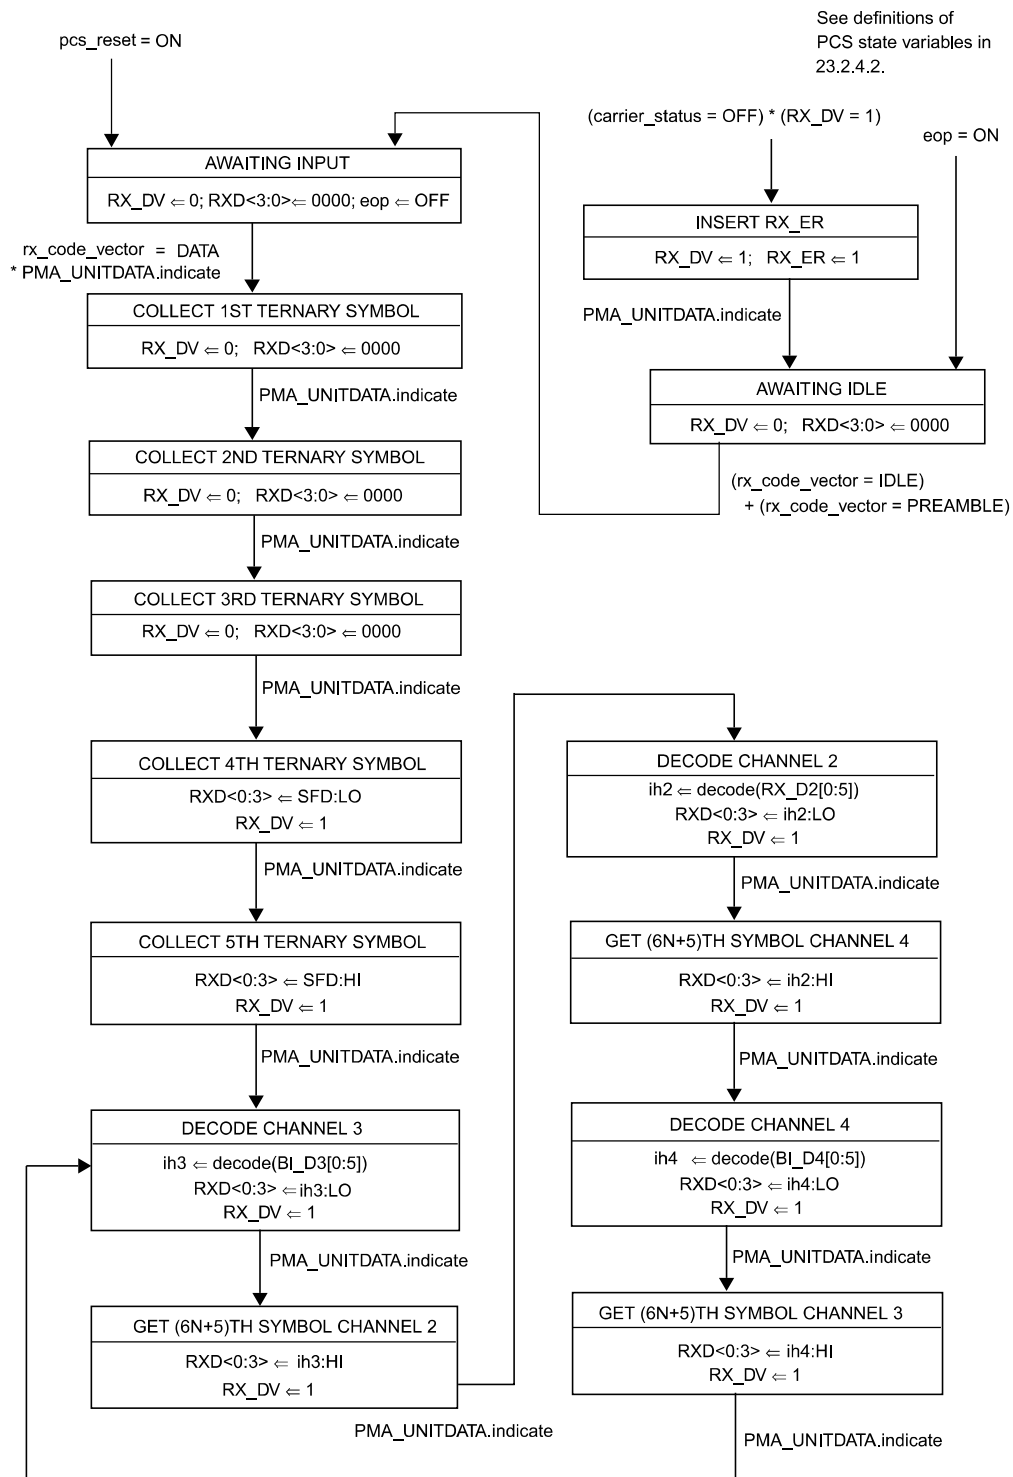 See definitions of
PCS state variables in
23.2.4.2.
pcs_reset = ON
(carrier_status = OFF) * (RX_DV = 1)
eop = ON
AWAITING INPUT
RX_DV ⇐ 0; RXD<3:0> ⇐ 0000; eop ⇐ OFF
rx_code_vector = DATA
* PMA_UNITDATA.indicate
INSERT RX_ER
RX_DV ⇐ 1; RX_ER ⇐ 1
PMA_UNITDATA.indicate
AWAITING IDLE
RX_DV ⇐ 0; RXD<3:0> ⇐ 0000
(rx_code_vector = IDLE)
+ (rx_code_vector = PREAMBLE)
COLLECT 1ST TERNARY SYMBOL
RX_DV ⇐ 0; RXD<3:0> ⇐ 0000
PMA_UNITDATA.indicate
COLLECT 2ND TERNARY SYMBOL
RX_DV ⇐ 0; RXD<3:0> ⇐ 0000
PMA_UNITDATA.indicate
COLLECT 3RD TERNARY SYMBOL
RX_DV ⇐ 0; RXD<3:0> ⇐ 0000
PMA_UNITDATA.indicate
COLLECT 4TH TERNARY SYMBOL
RXD<0:3> ⇐ SFD:LO
RX_DV ⇐ 1
PMA_UNITDATA.indicate
COLLECT 5TH TERNARY SYMBOL
RXD<0:3> ⇐ SFD:HI
RX_DV ⇐ 1
PMA_UNITDATA.indicate
DECODE CHANNEL 3
ih3 ⇐ decode(BI_D3[0:5])
RXD<0:3> ⇐ ih3:LO
RX_DV ⇐ 1
PMA_UNITDATA.indicate
GET (6N+5)TH SYMBOL CHANNEL 2
RXD<0:3> ⇐ ih3:HI
RX_DV ⇐ 1
PMA_UNITDATA.indicate
DECODE CHANNEL 2
ih2 ⇐ decode(RX_D2[0:5])
RXD<0:3> ⇐ ih2:LO
RX_DV ⇐ 1
PMA_UNITDATA.indicate
GET (6N+5)TH SYMBOL CHANNEL 4
RXD<0:3> ⇐ ih2:HI
RX_DV ⇐ 1
PMA_UNITDATA.indicate
DECODE CHANNEL 4
ih4 ⇐ decode(BI_D4[0:5])
RXD<0:3> ⇐ ih4:LO
RX_DV ⇐ 1
PMA_UNITDATA.indicate
GET (6N+5)TH SYMBOL CHANNEL 3
RXD<0:3> ⇐ ih4:HI
RX_DV ⇐ 1
PMA_UNITDATA.indicate